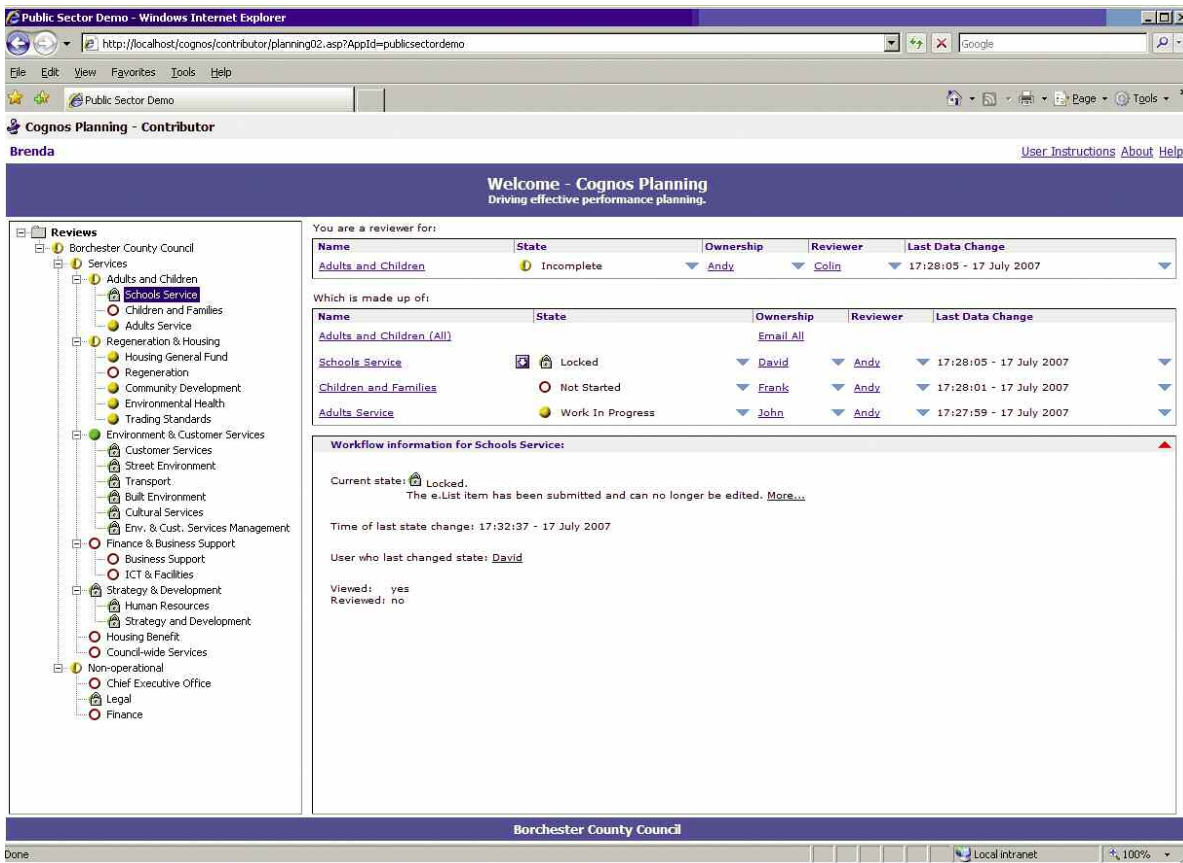 Public Sector Demo - Windows Internet Explorer
http://localhost/cognos/contributor/planning02.asp?AppId=publicsectordemo
Google
File Edit View Favorites Tools Help
Public Sector Demo
Page Tools
Cognos Planning - Contributor
Brenda
User Instructions About Help
Welcome - Cognos Planning
Driving effective performance planning.
Reviews
Borchester County Council
Services
Adults and Children
Schools Service
Children and Families
Adults Service
Regeneration & Housing
Housing General Fund
Regeneration
Community Development
Environmental Health
Trading Standards
Environment & Customer Services
Customer Services
Street Environment
Transport
Built Environment
Cultural Services
Env. & Cust. Services Management
Finance & Business Support
Business Support
ICT & Facilities
Strategy & Development
Human Resources
Strategy and Development
Housing Benefit
Council-wide Services
Non-operational
Chief Executive Office
Legal
Finance
You are a reviewer for:
Name State Ownership Reviewer Last Data Change
Adults and Children Incomplete Andy Colin 17:28:05 - 17 July 2007
Which is made up of:
Name State Ownership Reviewer Last Data Change
Adults and Children (All) Email All
Schools Service Locked David Andy 17:28:05 - 17 July 2007
Children and Families Not Started Frank Andy 17:28:01 - 17 July 2007
Adults Service Work In Progress John Andy 17:27:59 - 17 July 2007
Workflow information for Schools Service:
Current state: Locked.
The e.List item has been submitted and can no longer be edited. More...
Time of last state change: 17:32:37 - 17 July 2007
User who last changed state: David
Viewed: yes
Reviewed: no
Borchester County Council
Done
Local intranet
100%